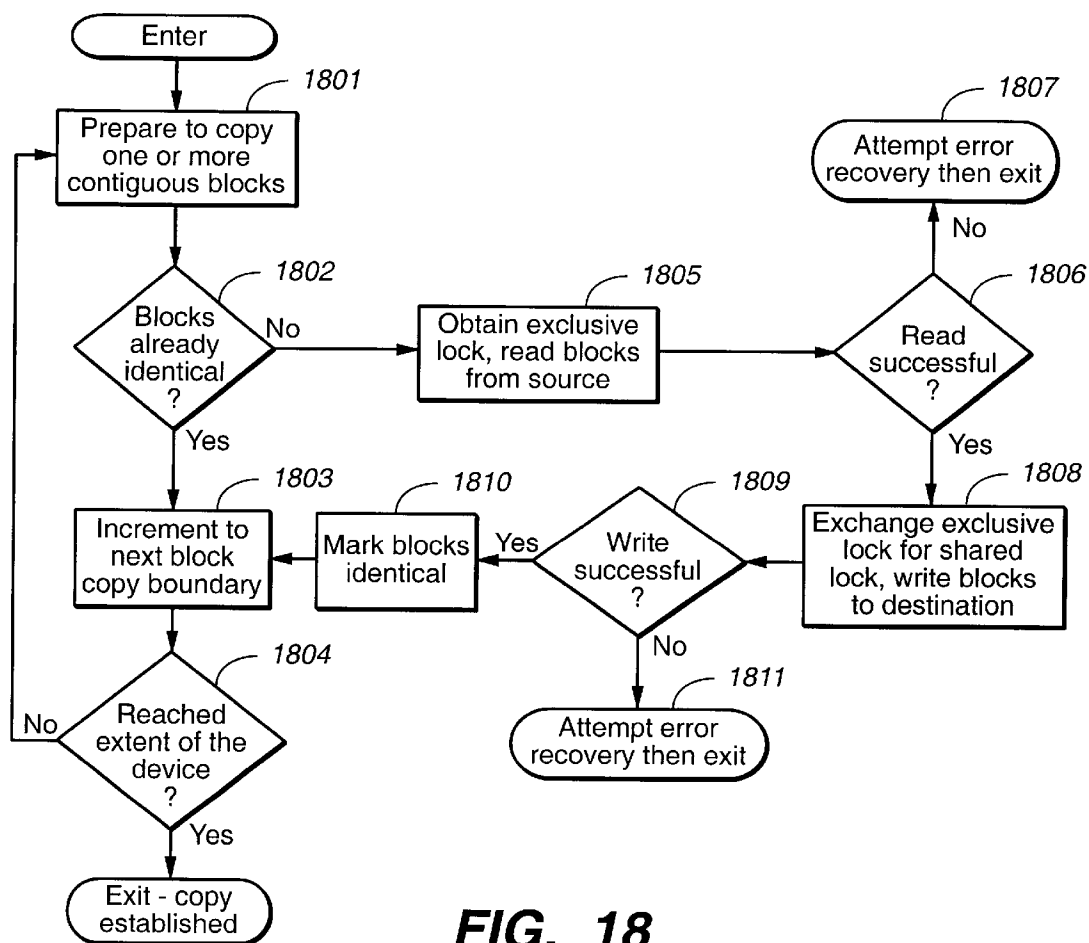 Enter
1801
Prepare to copy
one or more
contiguous blocks
1802
Blocks
already
identical
?
No
Yes
1805
Obtain exclusive
lock, read blocks
from source
1806
Read
successful
?
No
Yes
1807
Attempt error
recovery then exit
1808
Exchange exclusive
lock for shared
lock, write blocks
to destination
1809
Write
successful
?
Yes
No
1810
Mark blocks
identical
1811
Attempt error
recovery then exit
1803
Increment to
next block
copy boundary
1804
Reached
extent of the
device
?
No
Yes
Exit - copy
established
FIG. 18